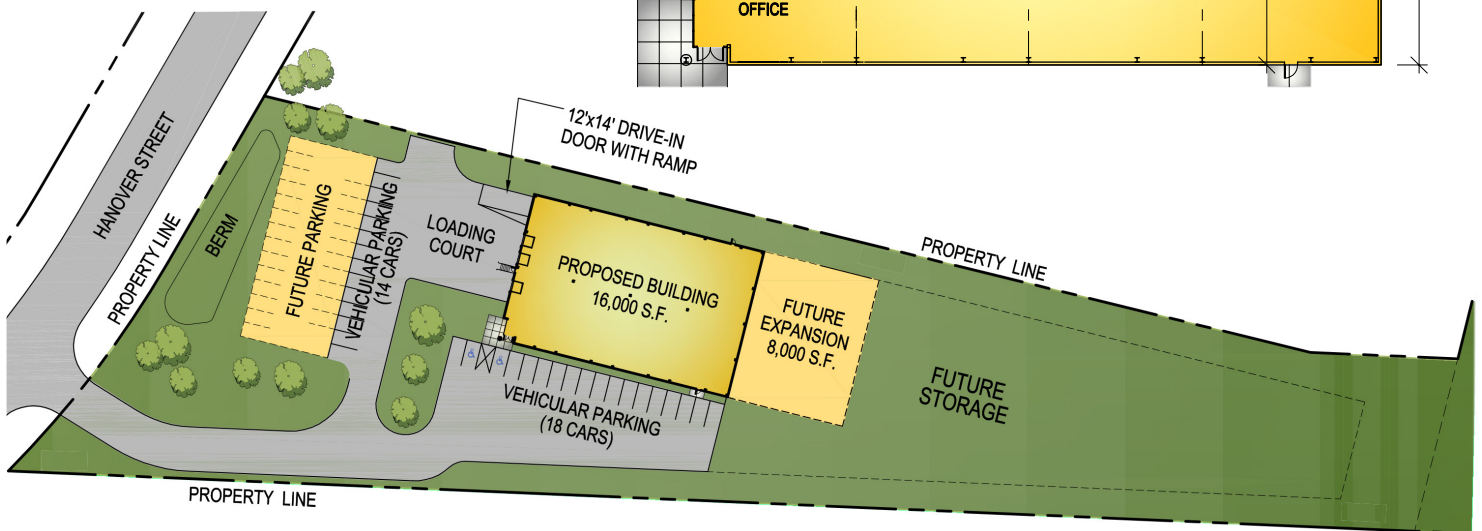 OFFICE
12'x14' DRIVE-IN
DOOR WITH RAMP
HANOVER STREET
PROPERTY LINE
BERM
FUTURE PARKING
VEHICULAR PARKING
(14 CARS)
LOADING
COURT
PROPOSED BUILDING
16,000 S.F.
FUTURE
EXPANSION
8,000 S.F.
PROPERTY LINE
FUTURE
STORAGE
VEHICULAR PARKING
(18 CARS)
PROPERTY LINE